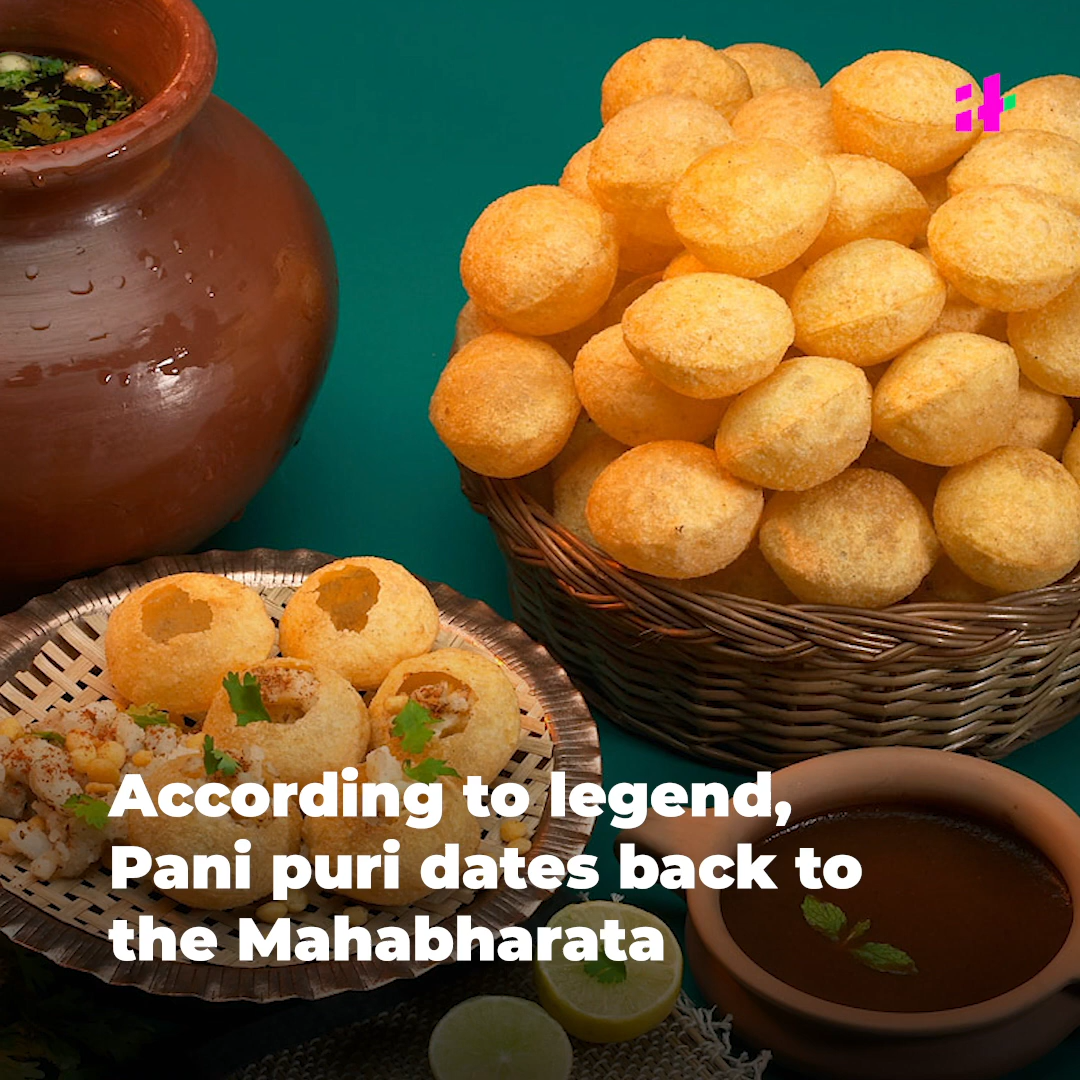 According to legend,
Pani puri dates back to
the Mahabharata